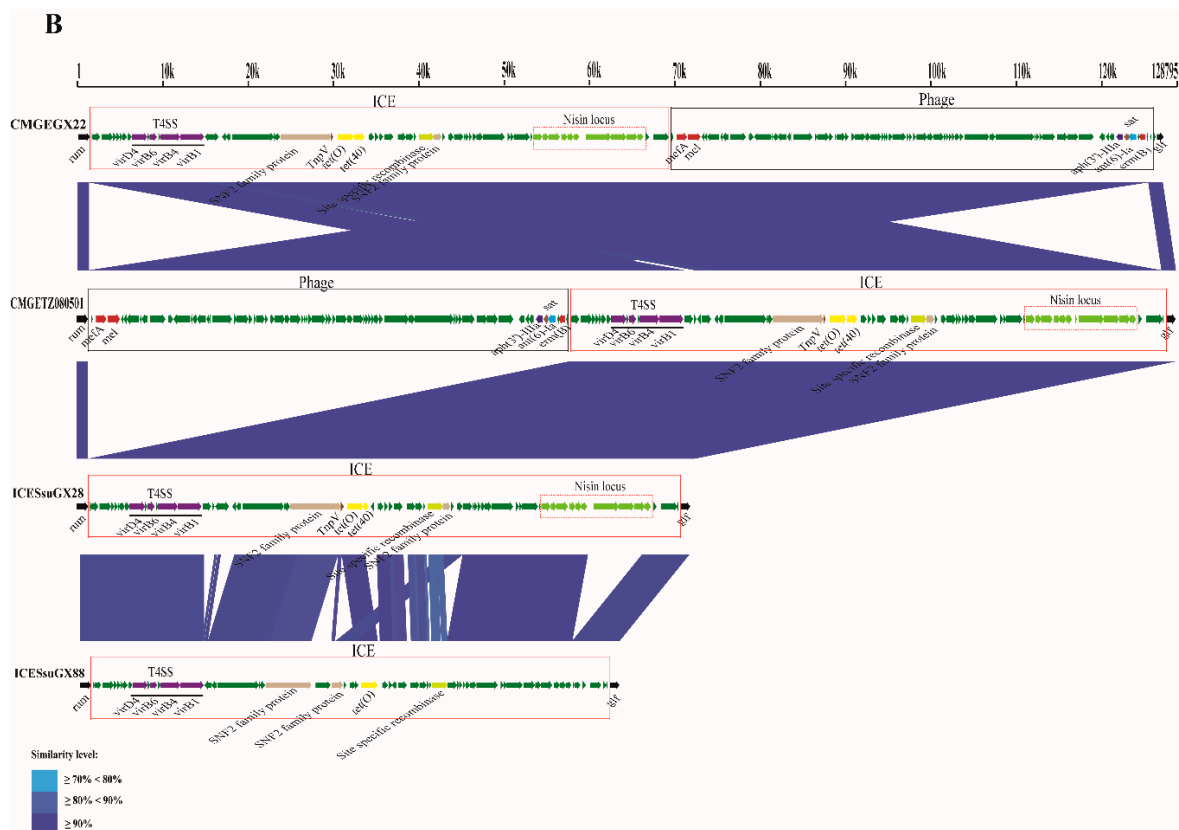 B
1 10k 20k 30k 40k 50k 60k 70k 80k 90k 100k 110k 120k 128795
ICE Phage
CMGEGX22 T4SS Nisin locus sat
rum virD4 virB6 virB4 virB1 SNF2 family protein TnpV tet(O) tet(40) Site specific recombinase SNF2 family protein mefA mel aph(3')-IIIa ant(6)-Ia erm(B) glf
Phage ICE
CMGETZ080501 sat T4SS Nisin locus
rum mefA mel aph(3')-IIIa ant(6)-Ia erm(B) virD4 virB6 virB4 virB1 SNF2 family protein TnpV tet(O) tet(40) Site specific recombinase SNF2 family protein glf
ICE
ICESsuGX28 T4SS Nisin locus
rum virD4 virB6 virB4 virB1 SNF2 family protein TnpV tet(O) tet(40) Site specific recombinase SNF2 family protein glf
ICE
ICESsuGX88 T4SS
rum virD4 virB6 virB4 virB1 SNF2 family protein SNF2 family protein tet(O) Site specific recombinase glf
Similarity level:
≥ 70% < 80%
≥ 80% < 90%
≥ 90%